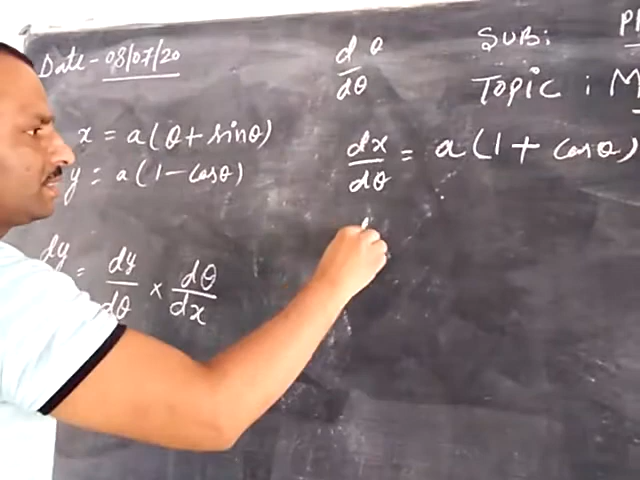 Date - 08/07/20
x = a(θ + sinθ)
y = a(1 - cosθ)
dy = dy/dθ × dθ/dx
d/dθ θ
SUB:
TOPIC :
dx/dθ = a(1 + cosθ)